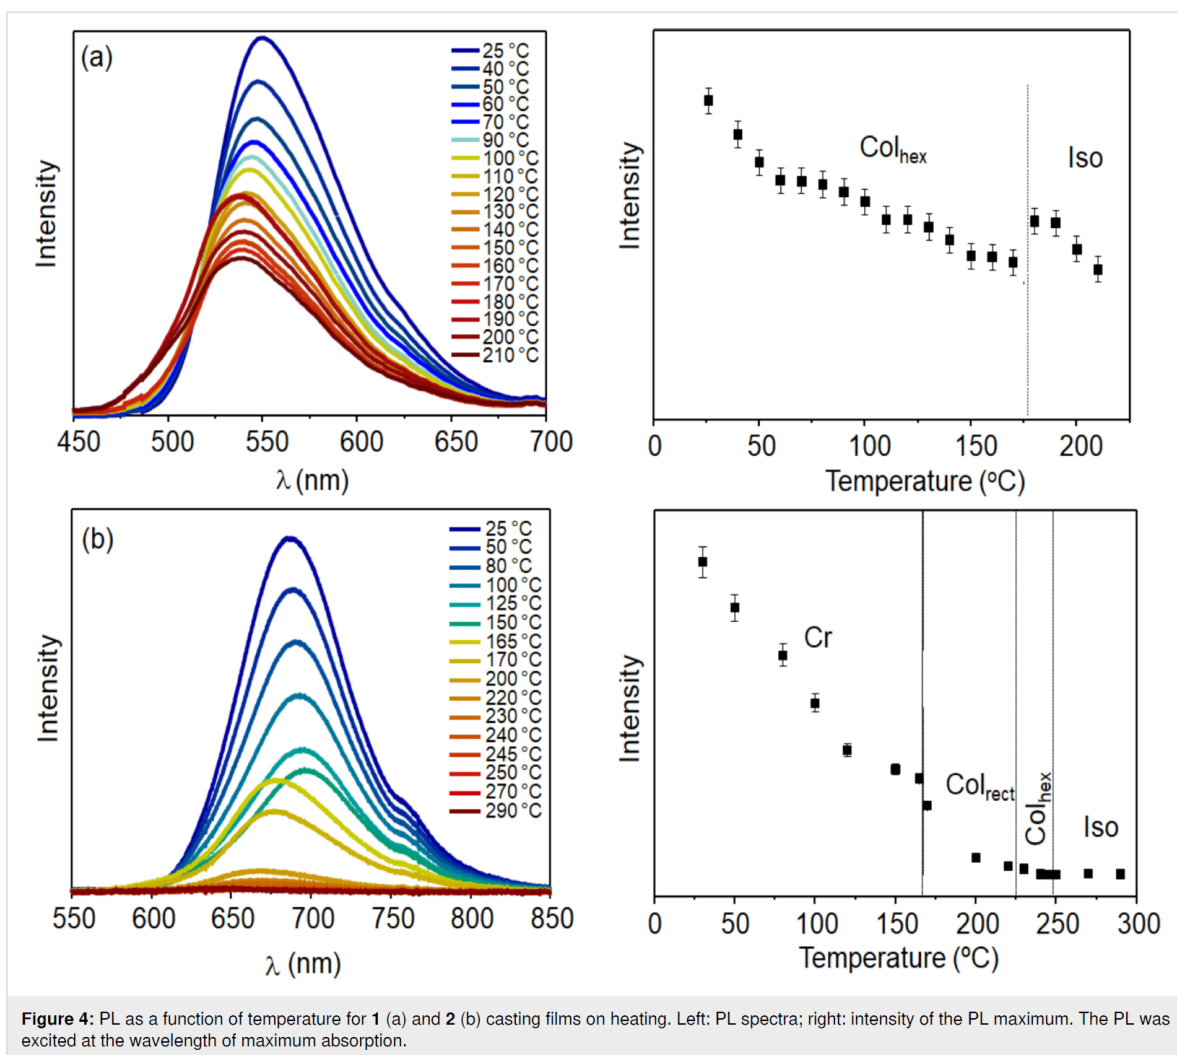 (a)
25 °C
40 °C
50 °C
60 °C
70 °C
90 °C
100 °C
110 °C
120 °C
130 °C
140 °C
150 °C
160 °C
170 °C
180 °C
190 °C
200 °C
210 °C
Intensity
450 500 550 600 650 700
λ (nm)
Intensity
Colhex
Iso
0 50 100 150 200
Temperature (ºC)
(b)
25 °C
50 °C
80 °C
100 °C
125 °C
150 °C
165 °C
170 °C
200 °C
220 °C
230 °C
240 °C
245 °C
250 °C
270 °C
290 °C
Intensity
550 600 650 700 750 800 850
λ (nm)
Intensity
Cr
Colrect
Colhex
Iso
0 50 100 150 200 250 300
Temperature (ºC)
Figure 4: PL as a function of temperature for 1 (a) and 2 (b) casting films on heating. Left: PL spectra; right: intensity of the PL maximum. The PL was
excited at the wavelength of maximum absorption.